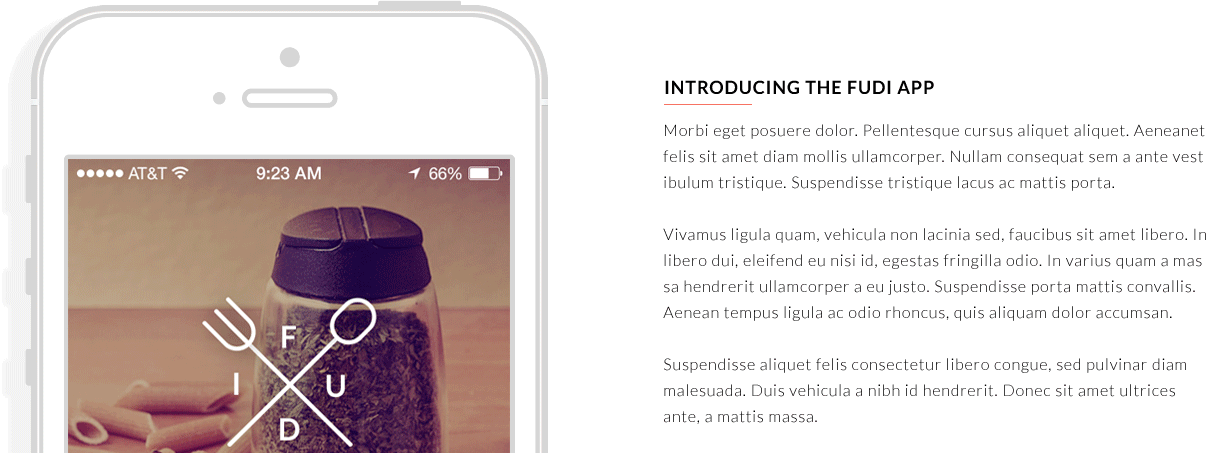 AT&T 9:23 AM 66%
F
I U
D
INTRODUCING THE FUDI APP
Morbi eget posuere dolor. Pellentesque cursus aliquet aliquet. Aeneanet
felis sit amet diam mollis ullamcorper. Nullam consequat sem a ante vest
ibulum tristique. Suspendisse tristique lacus ac mattis porta.
Vivamus ligula quam, vehicula non lacinia sed, faucibus sit amet libero. In
libero dui, eleifend eu nisi id, egestas fringilla odio. In varius quam a mas
sa hendrerit ullamcorper a eu justo. Suspendisse porta mattis convallis.
Aenean tempus ligula ac odio rhoncus, quis aliquam dolor accumsan.
Suspendisse aliquet felis consectetur libero congue, sed pulvinar diam
malesuada. Duis vehicula a nibh id hendrerit. Donec sit amet ultrices
ante, a mattis massa.